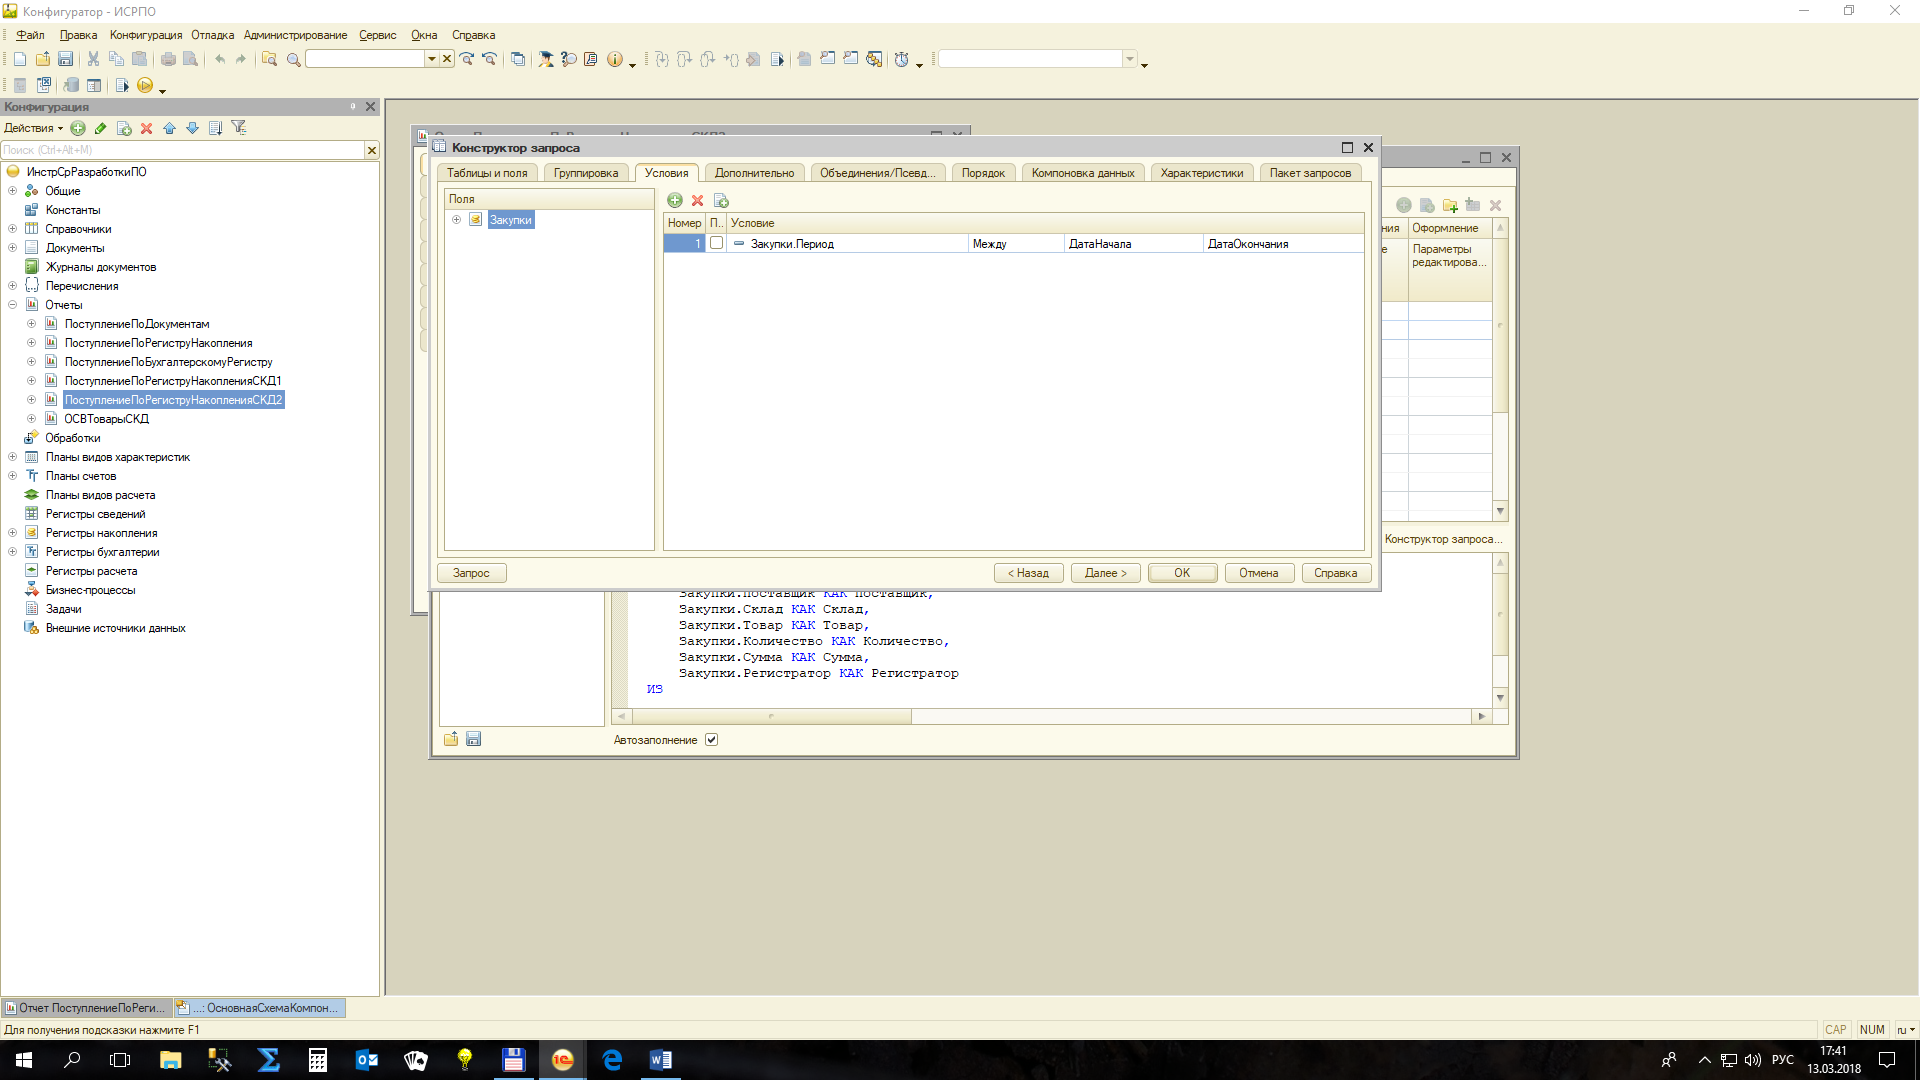 Конфигуратор - ИСРПО
Файл Правка Конфигурация Отладка Администрирование Сервис Окна Справка
Конфигурация
Действия
Поиск (Ctrl+Alt+M)
ИнстрСрРазработкиПО
Общие
Константы
Справочники
Документы
Журналы документов
Перечисления
Отчеты
ПоступлениеПоДокументам
ПоступлениеПоРегиструНакопления
ПоступлениеПоБухгалтерскомуРегистру
ПоступлениеПоРегиструНакопленияСКД1
ПоступлениеПоРегиструНакопленияСКД2
ОСВТоварыСКД
Обработки
Планы видов характеристик
Планы счетов
Планы видов расчета
Регистры сведений
Регистры накопления
Регистры бухгалтерии
Регистры расчета
Бизнес-процессы
Задачи
Внешние источники данных
Конструктор запроса
Таблицы и поля Группировка Условия Дополнительно Объединения/Псевд... Порядок Компоновка данных Характеристики Пакет запросов
Поля
Закупки
Номер П.. Условие
1 Закупки.Период Между ДатаНачала ДатаОкончания
Запрос < Назад Далее > OK Отмена Справка
ния Оформление
е Параметры
редактирова...
Конструктор запроса...
Закупки.Поставщик КАК Поставщик,
Закупки.Склад КАК Склад,
Закупки.Товар КАК Товар,
Закупки.Количество КАК Количество,
Закупки.Сумма КАК Сумма,
Закупки.Регистратор КАК Регистратор
ИЗ
Автозаполнение
Отчет ПоступлениеПоРеги... ...: ОсновнаяСхемаКомпон...
Для получения подсказки нажмите F1
CAP NUM ru
РУС
17:41
13.03.2018